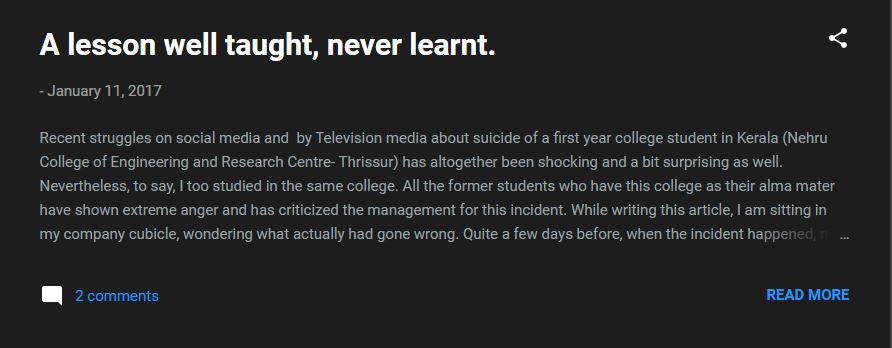 A lesson well taught, never learnt.
- January 11, 2017
Recent struggles on social media and  by Television media about suicide of a first year college student in Kerala (Nehru
College of Engineering and Research Centre- Thrissur) has altogether been shocking and a bit surprising as well.
Nevertheless, to say, I too studied in the same college. All the former students who have this college as their alma mater
have shown extreme anger and has criticized the management for this incident. While writing this article, I am sitting in
my company cubicle, wondering what actually had gone wrong. Quite a few days before, when the incident happened, ...
2 comments
READ MORE